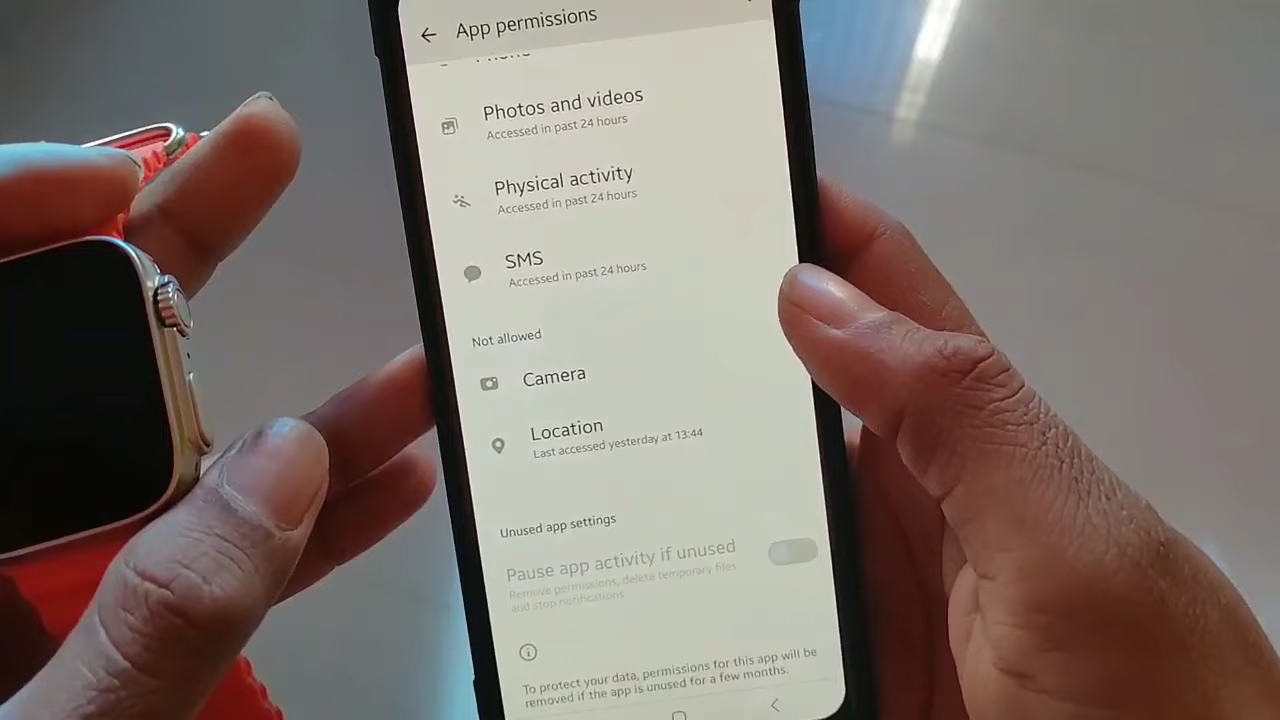 App permissions
Photos and videos
Accessed in past 24 hours
Physical activity
Accessed in past 24 hours
SMS
Accessed in past 24 hours
Not allowed
Camera
Location
Last accessed yesterday at 13:44
Unused app settings
Pause app activity if unused
Remove permissions, delete temporary files
and stop notifications
To protect your data, permissions for this app will be
removed if the app is unused for a few months.